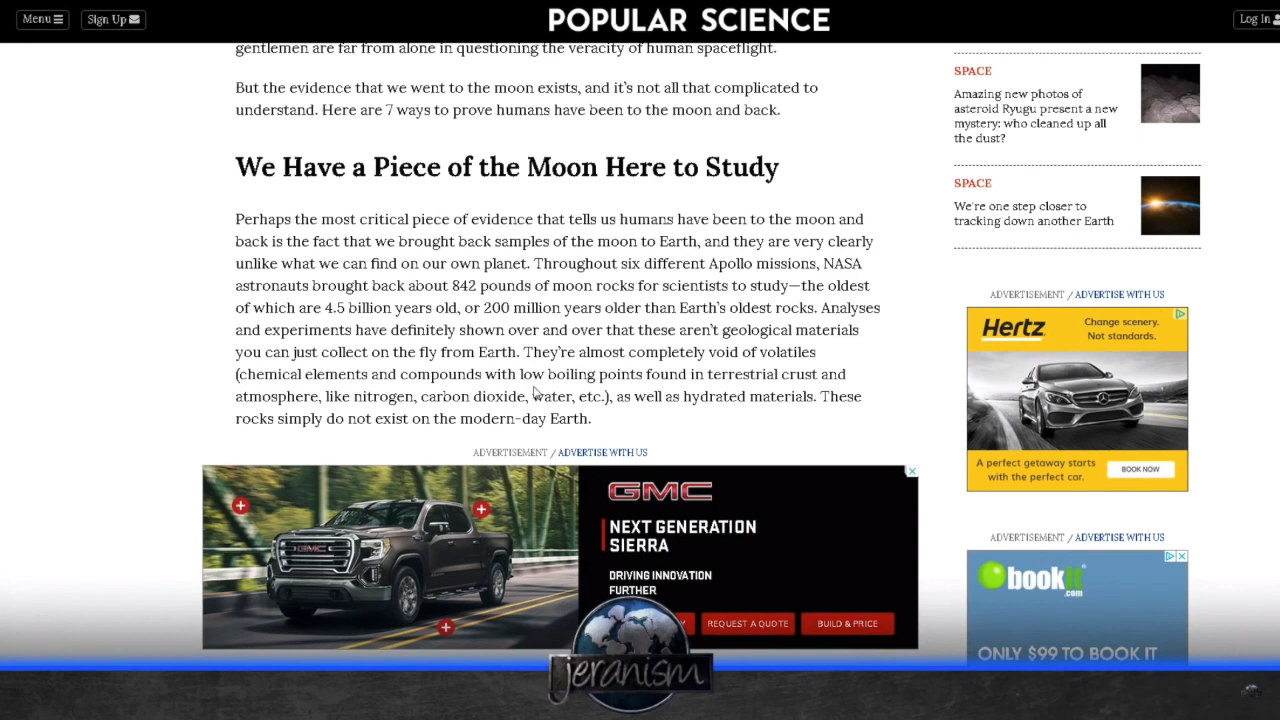 Menu
Sign Up
POPULAR SCIENCE
Log In
gentlemen are far from alone in questioning the veracity of human spaceflight.
But the evidence that we went to the moon exists, and it's not all that complicated to
understand. Here are 7 ways to prove humans have been to the moon and back.
We Have a Piece of the Moon Here to Study
Perhaps the most critical piece of evidence that tells us humans have been to the moon and
back is the fact that we brought back samples of the moon to Earth, and they are very clearly
unlike what we can find on our own planet. Throughout six different Apollo missions, NASA
astronauts brought back about 842 pounds of moon rocks for scientists to study—the oldest
of which are 4.5 billion years old, or 200 million years older than Earth's oldest rocks. Analyses
and experiments have definitely shown over and over that these aren't geological materials
you can just collect on the fly from Earth. They're almost completely void of volatiles
(chemical elements and compounds with low boiling points found in terrestrial crust and
atmosphere, like nitrogen, carbon dioxide, water, etc.), as well as hydrated materials. These
rocks simply do not exist on the modern-day Earth.
ADVERTISEMENT / ADVERTISE WITH US
GMC
NEXT GENERATION
SIERRA
DRIVING INNOVATION
FURTHER
REQUEST A QUOTE
BUILD & PRICE
jeranism
SPACE
Amazing new photos of
asteroid Ryugu present a new
mystery: who cleaned up all
the dust?
SPACE
We're one step closer to
tracking down another Earth
ADVERTISEMENT / ADVERTISE WITH US
Hertz
Change scenery.
Not standards.
A perfect getaway starts
with the perfect car.
BOOK NOW
ADVERTISEMENT / ADVERTISE WITH US
bookit
.com
ONLY $99 TO BOOK IT